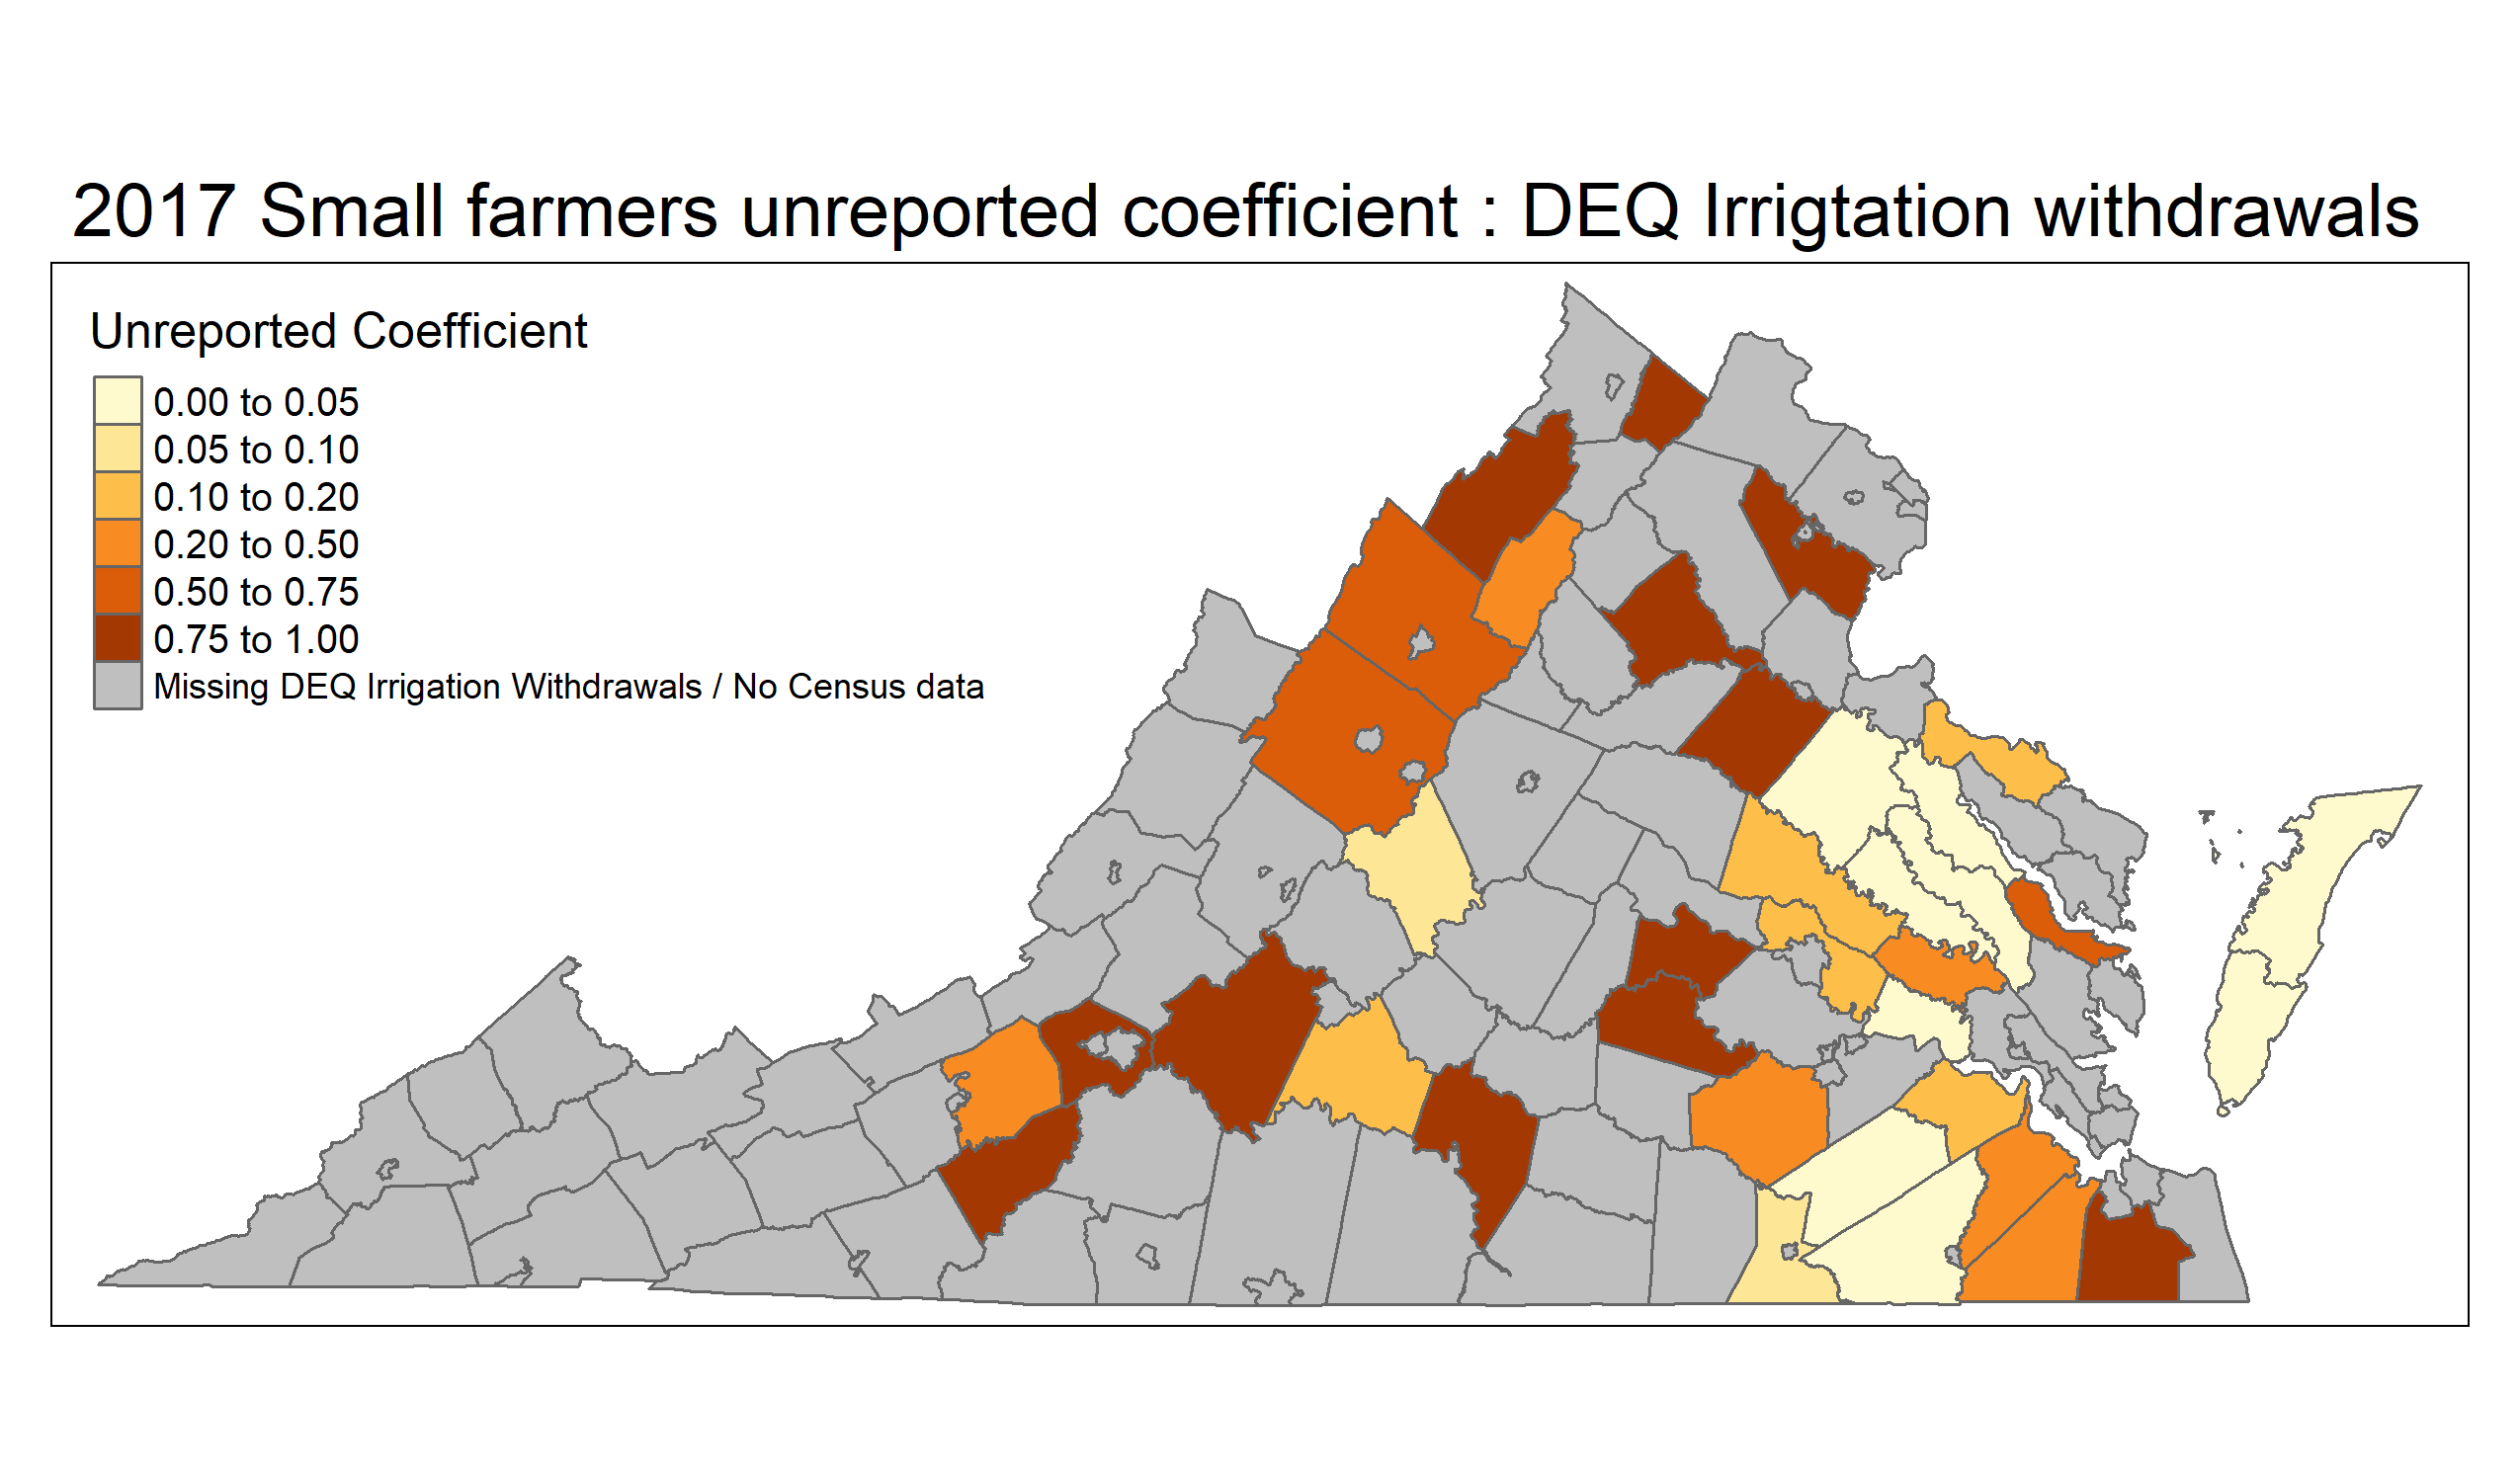 2017 Small farmers unreported coefficient : DEQ Irrigtation withdrawals
Unreported Coefficient
0.00 to 0.05
0.05 to 0.10
0.10 to 0.20
0.20 to 0.50
0.50 to 0.75
0.75 to 1.00
Missing DEQ Irrigation Withdrawals / No Census data